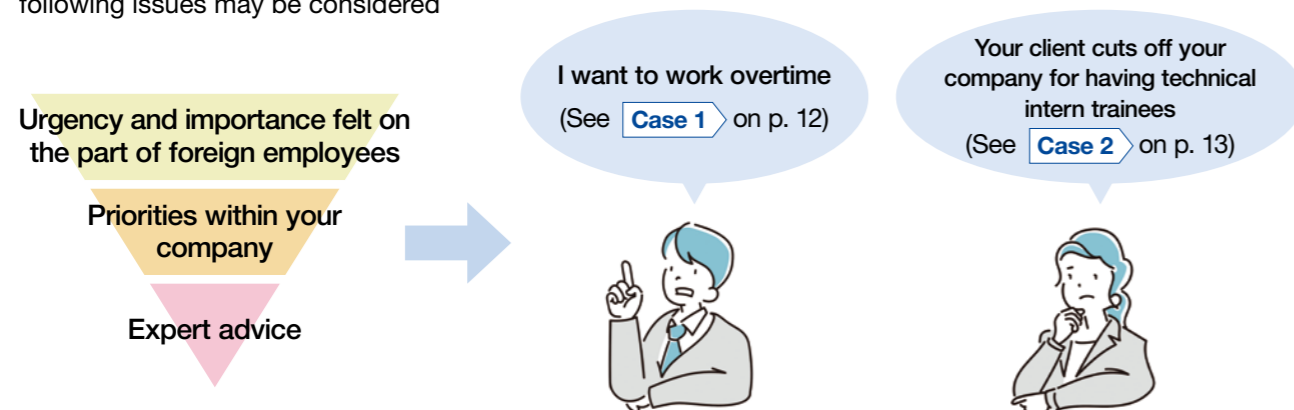 following issues may be considered
Urgency and importance felt on
the part of foreign employees
Priorities within your
company
Expert advice
I want to work overtime
(See Case 1 on p. 12)
Your client cuts off your
company for having technical
intern trainees
(See Case 2 on p. 13)